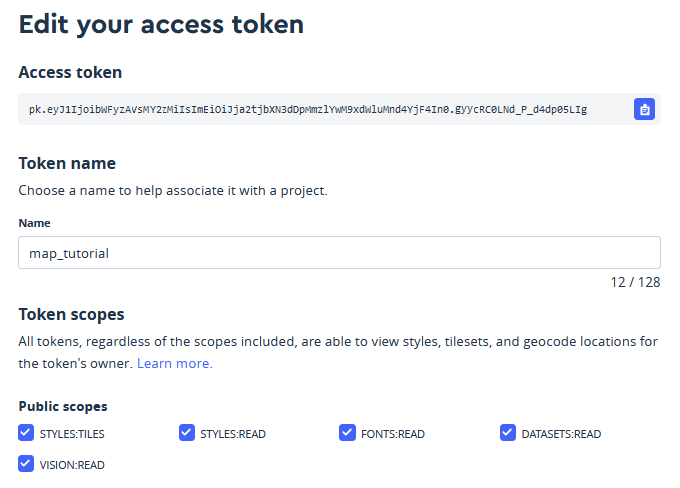 Edit your access token
Access token
pk.eyJ1IjoibWFyzAvsMY2zMiIsImEiOiJja2tjbXN3dDpMmzlYwM9xdWluMnd4YjF4In0.gyycRC0LNd_P_d4dp05LIg
Token name
Choose a name to help associate it with a project.
Name
map_tutorial
12 / 128
Token scopes
All tokens, regardless of the scopes included, are able to view styles, tilesets, and geocode locations for
the token's owner. Learn more.
Public scopes
STYLES:TILES STYLES:READ FONTS:READ DATASETS:READ
VISION:READ